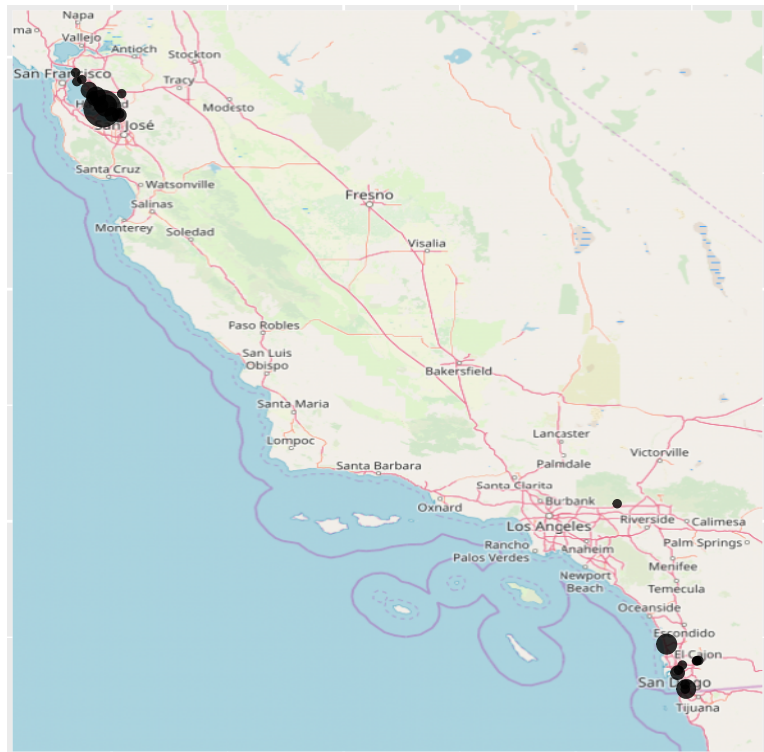 Napa
ma
Vallejo
Antioch
Stockton
San Francisco
Tracy
Modesto
San José
Santa Cruz
Watsonville
Salinas
Fresno
Monterey
Soledad
Visalia
Paso Robles
San Luis
Obispo
Bakersfield
Santa Maria
Lancaster
Lompoc
Victorville
Palmdale
Santa Barbara
Santa Clarita
Burbank
Oxnard
Los Angeles
Riverside
Calimesa
Rancho
Palos Verdes
Anaheim
Palm Springs
Menifee
Newport
Beach
Temecula
Oceanside
Escondido
El Cajon
San Diego
Tijuana